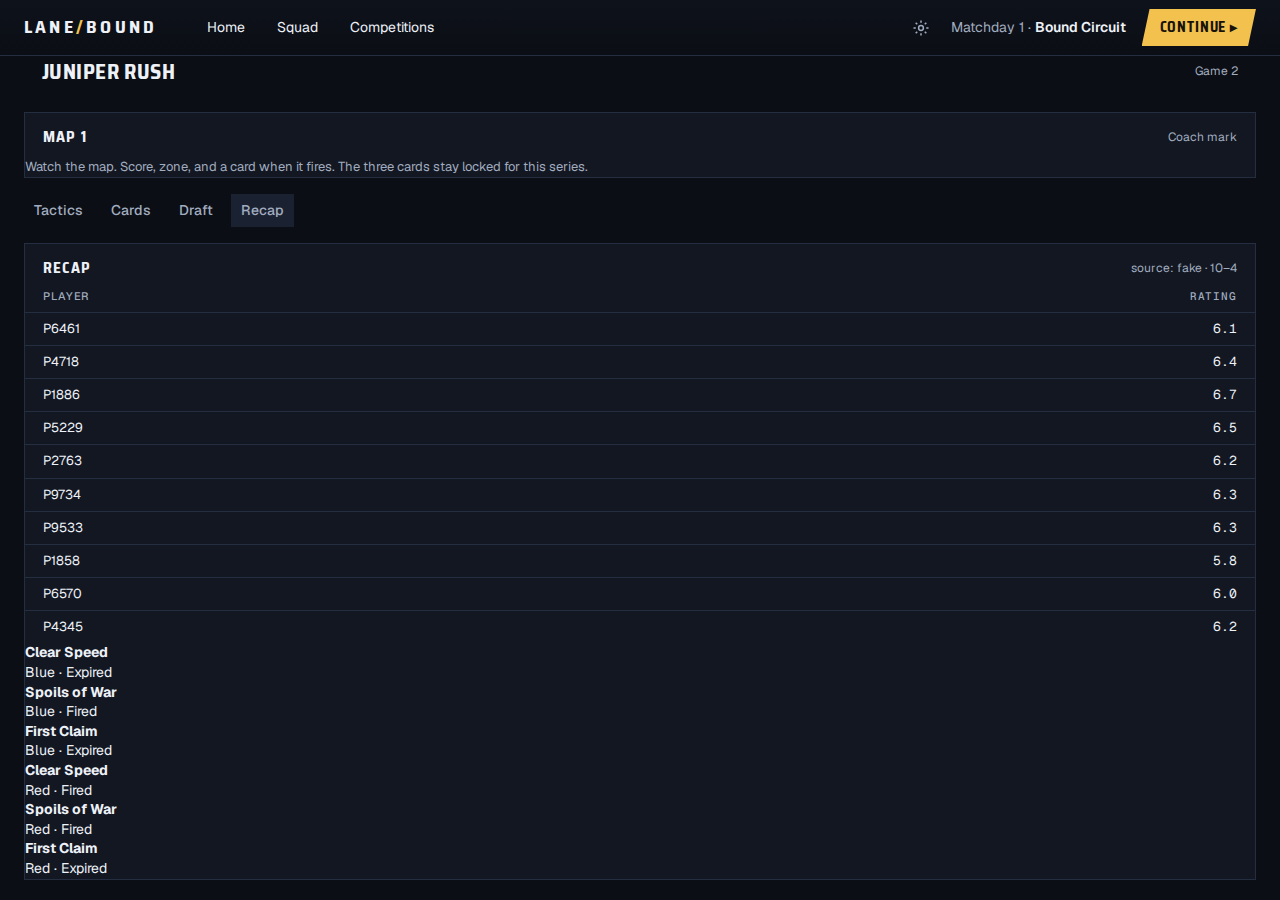 LANE/BOUND Home Squad Competitions Matchday 1 · Bound Circuit CONTINUE ▸
JUNIPER RUSH Game 2
MAP 1 Coach mark
Watch the map. Score, zone, and a card when it fires. The three cards stay locked for this series.
Tactics Cards Draft Recap
RECAP source: fake · 10–4
PLAYER RATING
P6461 6.1
P4718 6.4
P1886 6.7
P5229 6.5
P2763 6.2
P9734 6.3
P9533 6.3
P1858 5.8
P6570 6.0
P4345 6.2
Clear Speed
Blue · Expired
Spoils of War
Blue · Fired
First Claim
Blue · Expired
Clear Speed
Red · Fired
Spoils of War
Red · Fired
First Claim
Red · Expired